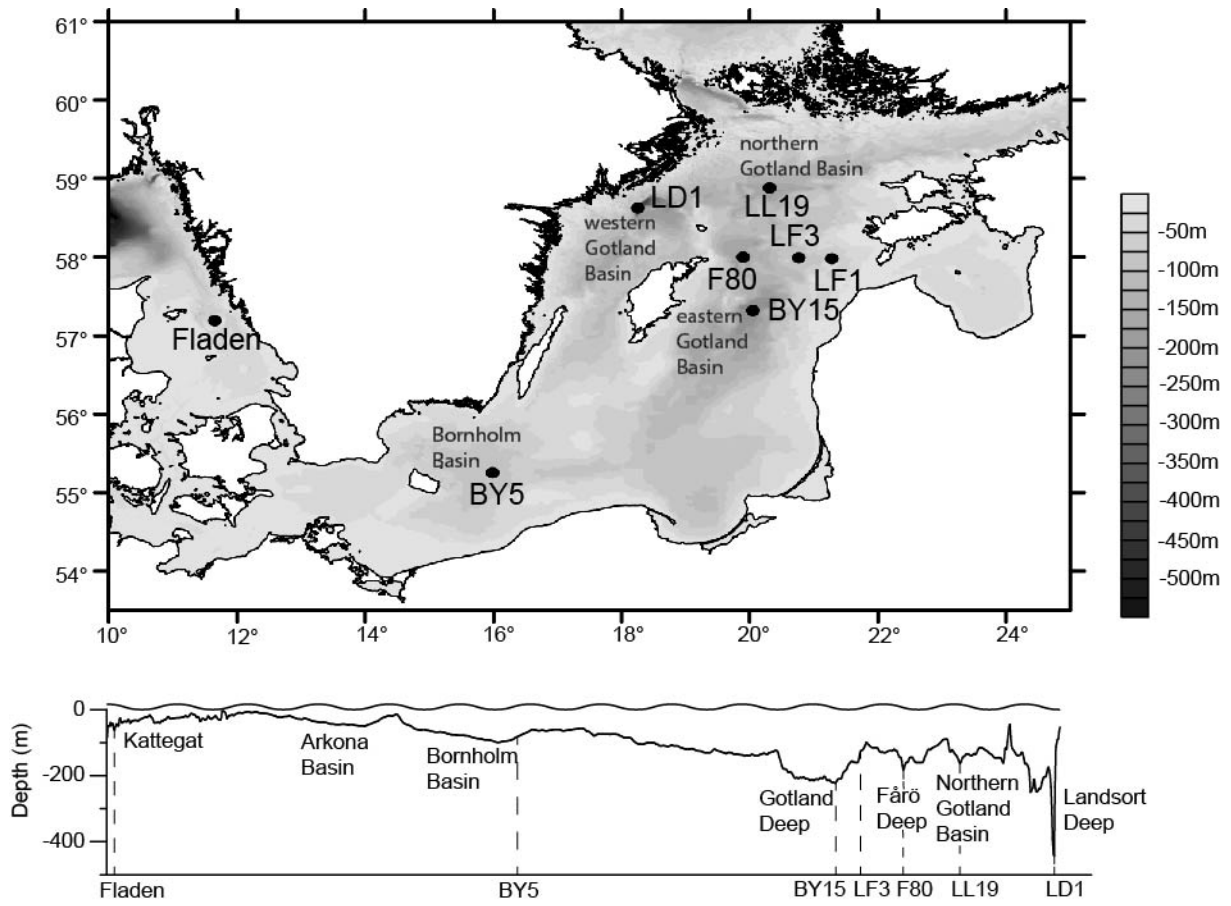 61°
60°
59°
58°
57°
56°
55°
54°
10°
12°
14°
16°
18°
20°
22°
24°
northern
Gotland Basin
LD1
LL19
western
Gotland
Basin
LF3
F80
LF1
BY15
eastern
Gotland
Basin
Fladen
Bornholm
Basin
BY5
-50m
-100m
-150m
-200m
-250m
-300m
-350m
-400m
-450m
-500m
Depth (m)
0
-200
-400
Kattegat
Arkona
Basin
Bornholm
Basin
Gotland
Deep
Fårö
Deep
Northern
Gotland
Basin
Landsort
Deep
Fladen
BY5
BY15
LF3
F80
LL19
LD1